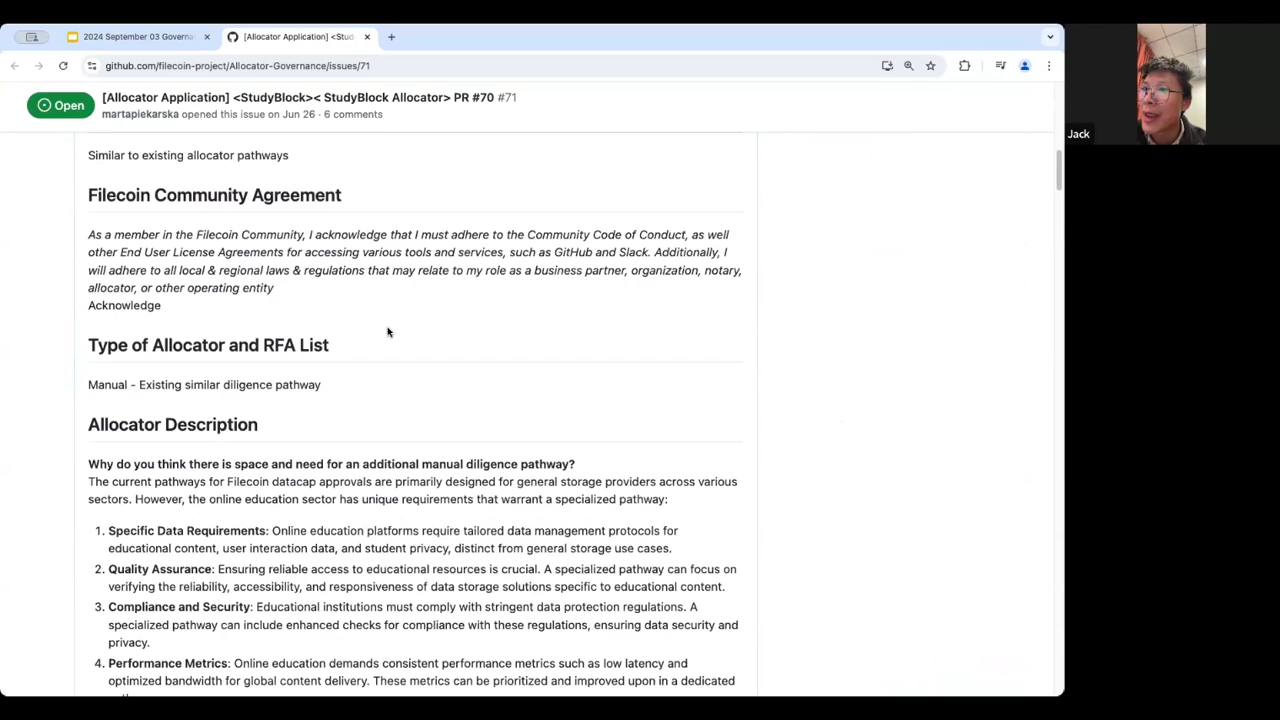 2024 September 03 Governa
[Allocator Application] <Stud
github.com/filecoin-project/Allocator-Governance/issues/71
Open
[Allocator Application] <StudyBlock>< StudyBlock Allocator> PR #70 #71
martapiekarska opened this issue on Jun 26 · 6 comments
Jack
Similar to existing allocator pathways
Filecoin Community Agreement
As a member in the Filecoin Community, I acknowledge that I must adhere to the Community Code of Conduct, as well
other End User License Agreements for accessing various tools and services, such as GitHub and Slack. Additionally, I
will adhere to all local & regional laws & regulations that may relate to my role as a business partner, organization, notary,
allocator, or other operating entity
Acknowledge
Type of Allocator and RFA List
Manual - Existing similar diligence pathway
Allocator Description
Why do you think there is space and need for an additional manual diligence pathway?
The current pathways for Filecoin datacap approvals are primarily designed for general storage providers across various
sectors. However, the online education sector has unique requirements that warrant a specialized pathway:
1. Specific Data Requirements: Online education platforms require tailored data management protocols for
educational content, user interaction data, and student privacy, distinct from general storage use cases.
2. Quality Assurance: Ensuring reliable access to educational resources is crucial. A specialized pathway can focus on
verifying the reliability, accessibility, and responsiveness of data storage solutions specific to educational content.
3. Compliance and Security: Educational institutions must comply with stringent data protection regulations. A
specialized pathway can include enhanced checks for compliance with these regulations, ensuring data security and
privacy.
4. Performance Metrics: Online education demands consistent performance metrics such as low latency and
optimized bandwidth for global content delivery. These metrics can be prioritized and improved upon in a dedicated